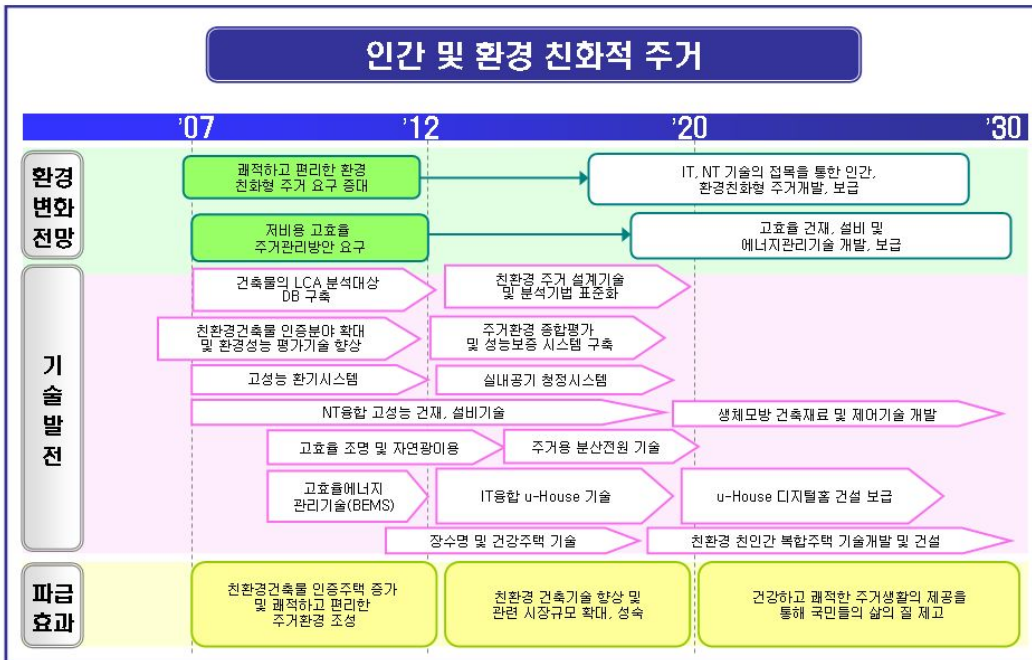 인간 및 환경 친화적 주거
'07
'12
'20
'30
환경
변화
전망
쾌적하고 편리한 환경
친화형 주거 요구 증대
IT, NT 기술의 접목을 통한 인간,
환경친화형 주거개발, 보급
저비용 고효율
주거관리방안 요구
고효율 건재, 설비 및
에너지관리기술 개발, 보급
기
술
발
전
건축물의 LCA 분석대상
DB 구축
친환경 주거 설계기술
및 분석기법 표준화
친환경건축물 인증분야 확대
및 환경성능 평가기술 향상
주거환경 종합평가
및 성능보증 시스템 구축
고성능 환기시스템
실내공기 청정시스템
NT융합 고성능 건재, 설비기술
생체모방 건축재료 및 제어기술 개발
고효율 조명 및 자연광이용
주거용 분산전원 기술
고효율에너지
관리기술(BEMS)
IT융합 u-House 기술
u-House 디지털홈 건설 보급
장수명 및 건강주택 기술
친환경 친인간 복합주택 기술개발 및 건설
파급
효과
친환경건축물 인증주택 증가
및 쾌적하고 편리한
주거환경 조성
친환경 건축기술 향상 및
관련 시장규모 확대, 성숙
건강하고 쾌적한 주거생활의 제공을
통해 국민들의 삶의 질 제고